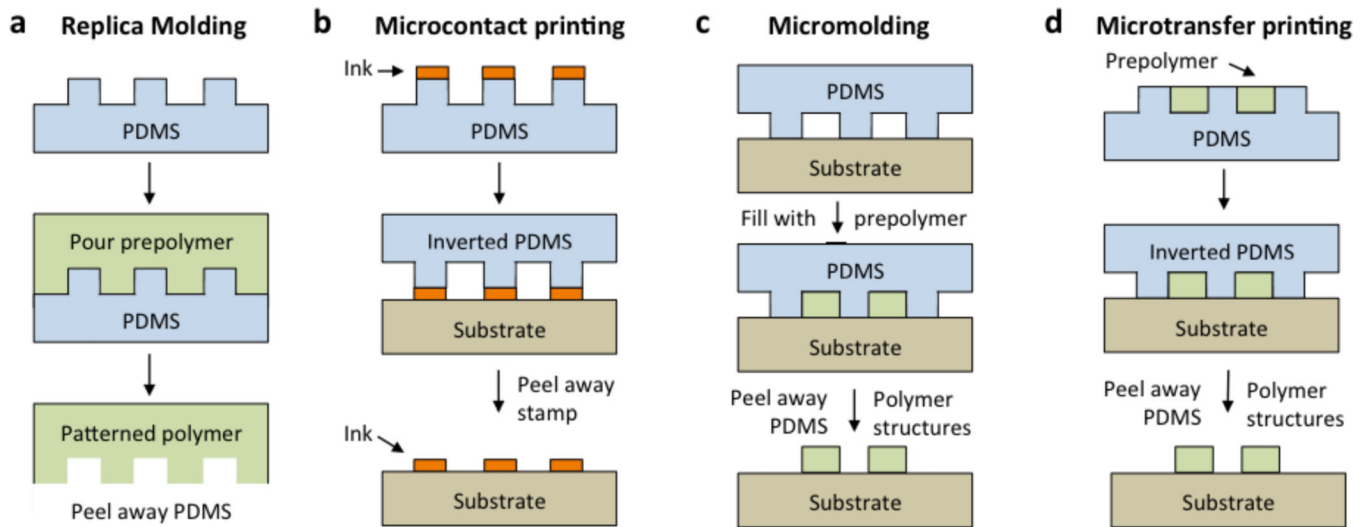 a Replica Molding
PDMS
Pour prepolymer
PDMS
Patterned polymer
Peel away PDMS
b Microcontact printing
Ink
PDMS
Inverted PDMS
Substrate
Peel away
stamp
Ink
Substrate
c Micromolding
PDMS
Substrate
Fill with prepolymer
PDMS
Substrate
Peel away
PDMS
Polymer
structures
Substrate
d Microtransfer printing
Prepolymer
PDMS
Inverted PDMS
Substrate
Peel away
PDMS
Polymer
structures
Substrate